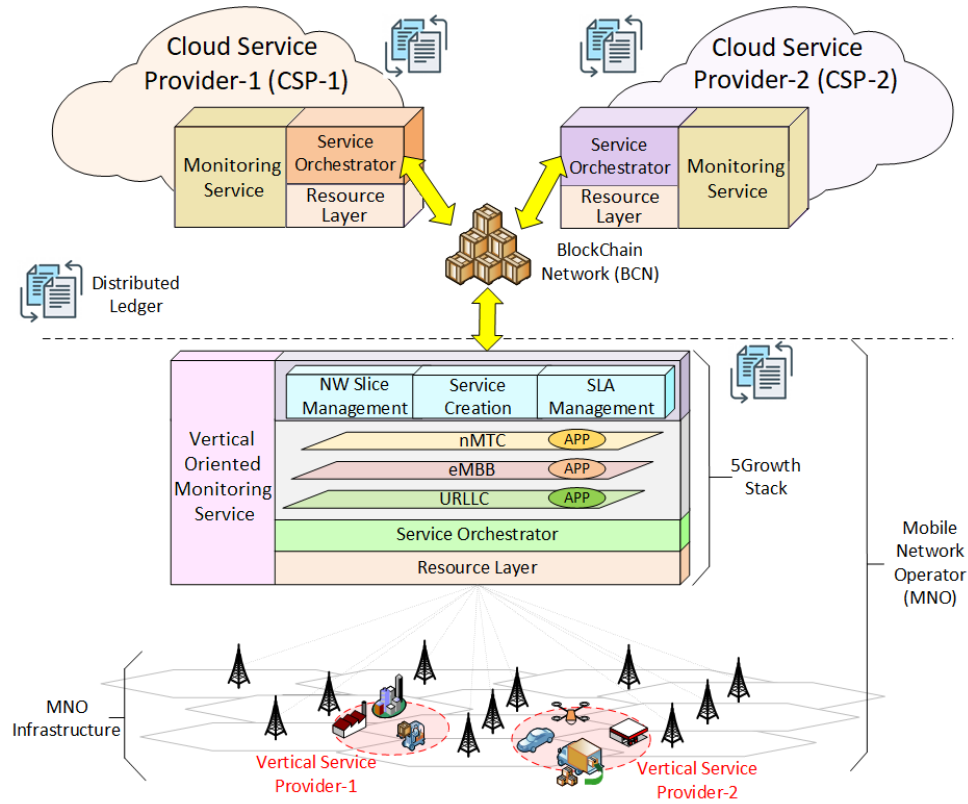 Cloud Service
Provider-1 (CSP-1)
Cloud Service
Provider-2 (CSP-2)
Monitoring
Service
Service
Orchestrator
Resource
Layer
Service
Orchestrator
Resource
Layer
Monitoring
Service
BlockChain
Network (BCN)
Distributed
Ledger
NW Slice
Management
Service
Creation
SLA
Management
Vertical
Oriented
Monitoring
Service
nMTC
APP
eMBB
APP
URLLC
APP
Service Orchestrator
Resource Layer
5Growth
Stack
Mobile
Network
Operator
(MNO)
MNO
Infrastructure
Vertical Service
Provider-1
Vertical Service
Provider-2